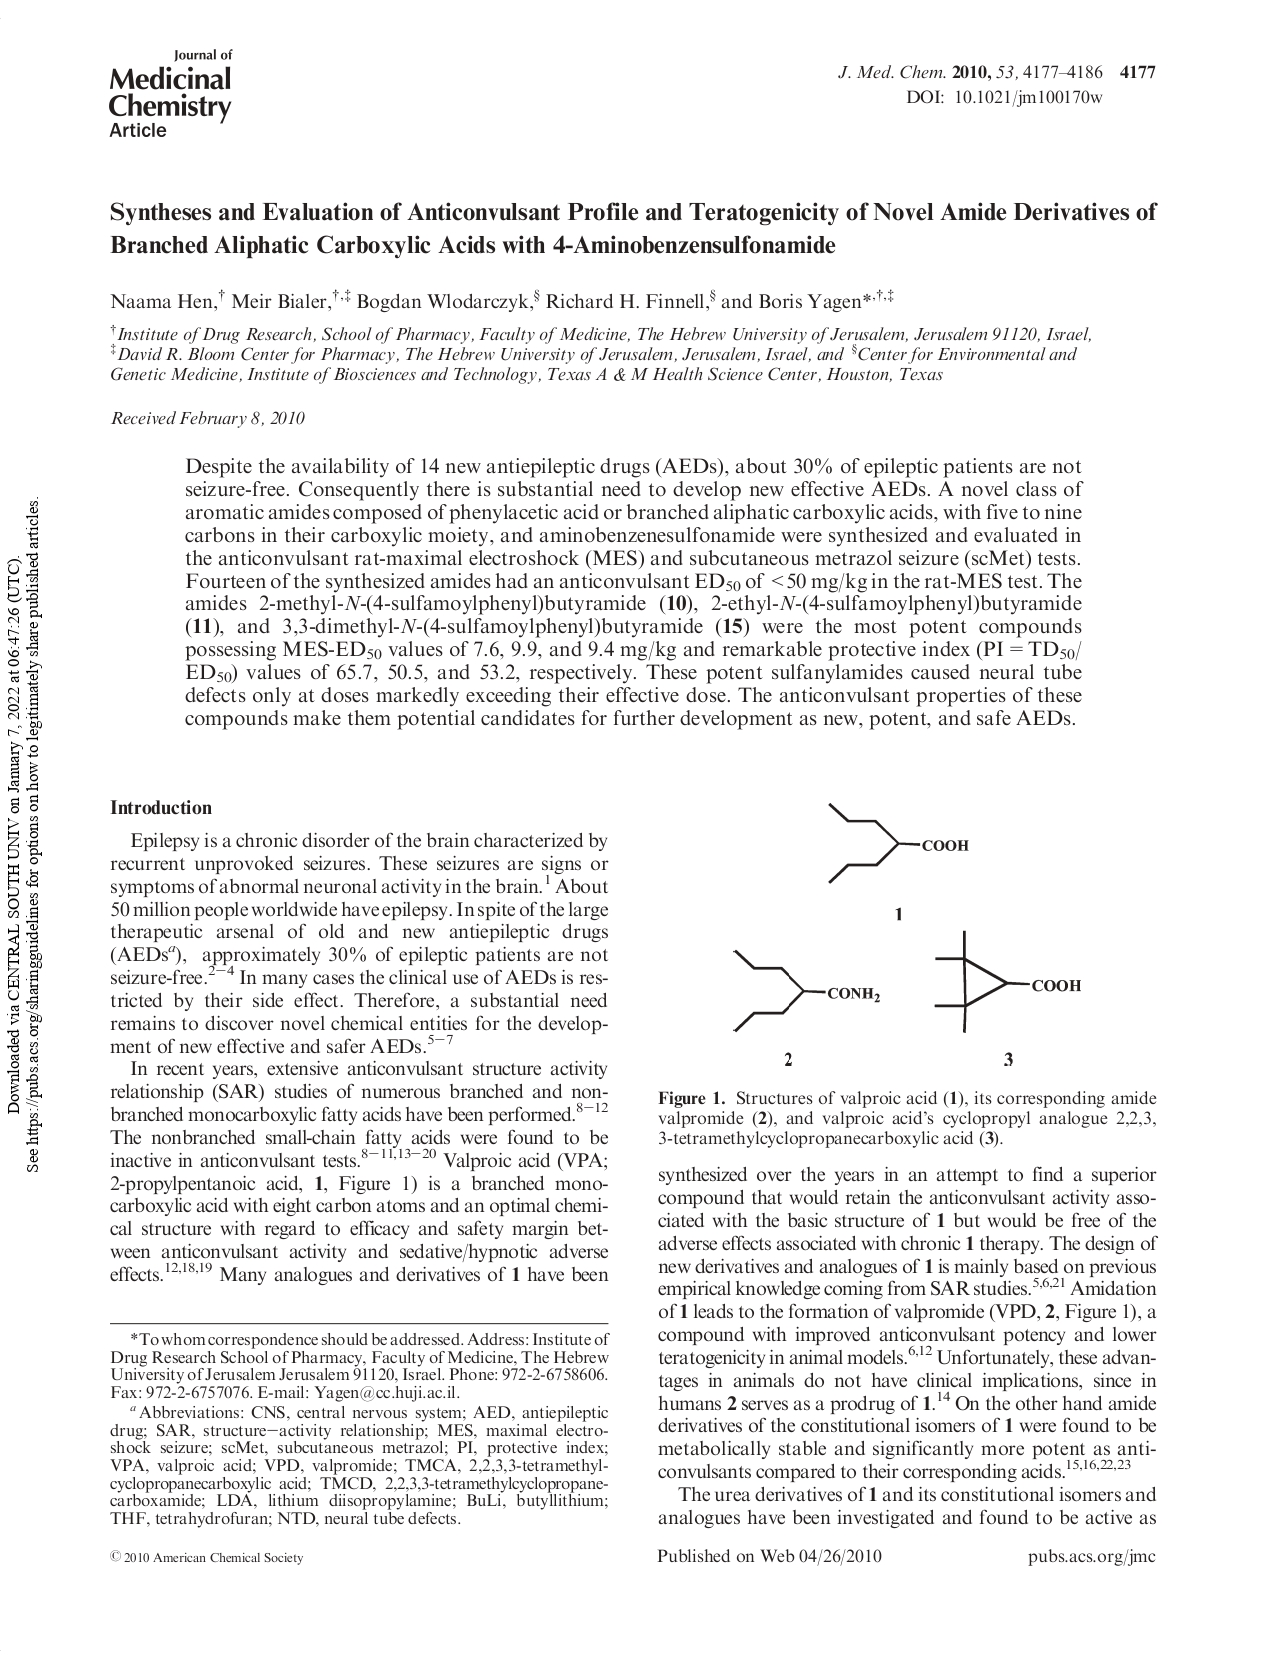 Journal of
Medicinal
Chemistry
Article
J. Med. Chem. 2010, 53, 4177–4186 4177
DOI: 10.1021/jm100170w
Syntheses and Evaluation of Anticonvulsant Profile and Teratogenicity of Novel Amide Derivatives of
Branched Aliphatic Carboxylic Acids with 4-Aminobenzensulfonamide
Naama Hen,† Meir Bialer,†,‡ Bogdan Wlodarczyk,§ Richard H. Finnell,§ and Boris Yagen*,†,‡
†Institute of Drug Research, School of Pharmacy, Faculty of Medicine, The Hebrew University of Jerusalem, Jerusalem 91120, Israel,
‡David R. Bloom Center for Pharmacy, The Hebrew University of Jerusalem, Jerusalem, Israel, and §Center for Environmental and
Genetic Medicine, Institute of Biosciences and Technology, Texas A & M Health Science Center, Houston, Texas
Received February 8, 2010
Despite the availability of 14 new antiepileptic drugs (AEDs), about 30% of epileptic patients are not
seizure-free. Consequently there is substantial need to develop new effective AEDs. A novel class of
aromatic amides composed of phenylacetic acid or branched aliphatic carboxylic acids, with five to nine
carbons in their carboxylic moiety, and aminobenzenesulfonamide were synthesized and evaluated in
the anticonvulsant rat-maximal electroshock (MES) and subcutaneous metrazol seizure (scMet) tests.
Fourteen of the synthesized amides had an anticonvulsant ED50 of <50 mg/kg in the rat-MES test. The
amides 2-methyl-N-(4-sulfamoylphenyl)butyramide (10), 2-ethyl-N-(4-sulfamoylphenyl)butyramide
(11), and 3,3-dimethyl-N-(4-sulfamoylphenyl)butyramide (15) were the most potent compounds
possessing MES-ED50 values of 7.6, 9.9, and 9.4 mg/kg and remarkable protective index (PI = TD50/
ED50) values of 65.7, 50.5, and 53.2, respectively. These potent sulfanylamides caused neural tube
defects only at doses markedly exceeding their effective dose. The anticonvulsant properties of these
compounds make them potential candidates for further development as new, potent, and safe AEDs.
Introduction
Epilepsy is a chronic disorder of the brain characterized by
recurrent unprovoked seizures. These seizures are signs or
symptoms of abnormal neuronal activity in the brain.1 About
50 million people worldwide have epilepsy. In spite of the large
therapeutic arsenal of old and new antiepileptic drugs
(AEDsa), approximately 30% of epileptic patients are not
seizure-free.2−4 In many cases the clinical use of AEDs is res-
tricted by their side effect. Therefore, a substantial need
remains to discover novel chemical entities for the develop-
ment of new effective and safer AEDs.5−7
In recent years, extensive anticonvulsant structure activity
relationship (SAR) studies of numerous branched and non-
branched monocarboxylic fatty acids have been performed.8−12
The nonbranched small-chain fatty acids were found to be
inactive in anticonvulsant tests.8−11,13−20 Valproic acid (VPA;
2-propylpentanoic acid, 1, Figure 1) is a branched mono-
carboxylic acid with eight carbon atoms and an optimal chemi-
cal structure with regard to efficacy and safety margin bet-
ween anticonvulsant activity and sedative/hypnotic adverse
effects.12,18,19 Many analogues and derivatives of 1 have been
*To whom correspondence should be addressed. Address: Institute of
Drug Research School of Pharmacy, Faculty of Medicine, The Hebrew
University of Jerusalem Jerusalem 91120, Israel. Phone: 972-2-6758606.
Fax: 972-2-6757076. E-mail: Yagen@cc.huji.ac.il.
a Abbreviations: CNS, central nervous system; AED, antiepileptic
drug; SAR, structure−activity relationship; MES, maximal electro-
shock seizure; scMet, subcutaneous metrazol; PI, protective index;
VPA, valproic acid; VPD, valpromide; TMCA, 2,2,3,3-tetramethyl-
cyclopropanecarboxylic acid; TMCD, 2,2,3,3-tetramethylcyclopropane-
carboxamide; LDA, lithium diisopropylamine; BuLi, butyllithium;
THF, tetrahydrofuran; NTD, neural tube defects.
COOH
1
CONH2
2
COOH
3
Figure 1. Structures of valproic acid (1), its corresponding amide
valpromide (2), and valproic acid's cyclopropyl analogue 2,2,3,
3-tetramethylcyclopropanecarboxylic acid (3).
synthesized over the years in an attempt to find a superior
compound that would retain the anticonvulsant activity asso-
ciated with the basic structure of 1 but would be free of the
adverse effects associated with chronic 1 therapy. The design of
new derivatives and analogues of 1 is mainly based on previous
empirical knowledge coming from SAR studies.5,6,21 Amidation
of 1 leads to the formation of valpromide (VPD, 2, Figure 1), a
compound with improved anticonvulsant potency and lower
teratogenicity in animal models.6,12 Unfortunately, these advan-
tages in animals do not have clinical implications, since in
humans 2 serves as a prodrug of 1.14 On the other hand amide
derivatives of the constitutional isomers of 1 were found to be
metabolically stable and significantly more potent as anti-
convulsants compared to their corresponding acids.15,16,22,23
The urea derivatives of 1 and its constitutional isomers and
analogues have been investigated and found to be active as
© 2010 American Chemical Society
Published on Web 04/26/2010
pubs.acs.org/jmc
Downloaded via CENTRAL SOUTH UNIV on January 7, 2022 at 06:47:26 (UTC).
See https://pubs.acs.org/sharingguidelines for options on how to legitimately share published articles.